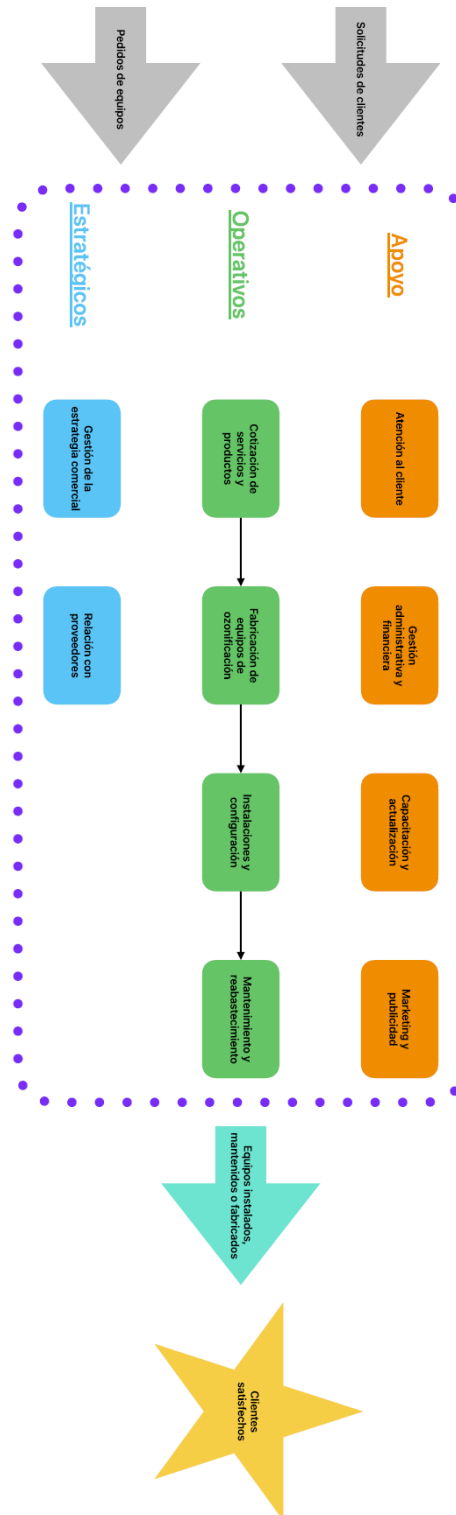 Solicitudes de clientes
Pedidos de equipos
Apoyo
Atención al cliente
Gestión
administrativa y
financiera
Capacitación y
actualización
Marketing y
publicidad
Operativos
Cotización de
servicios y
productos
Fabricación de
equipos de
ozonificación
Instalaciones y
configuración
Mantenimiento y
reabastecimiento
Estratégicos
Gestión de la
estrategia comercial
Relación con
proveedores
Equipos instalados,
mantenidos o fabricados
Clientes
satisfechos